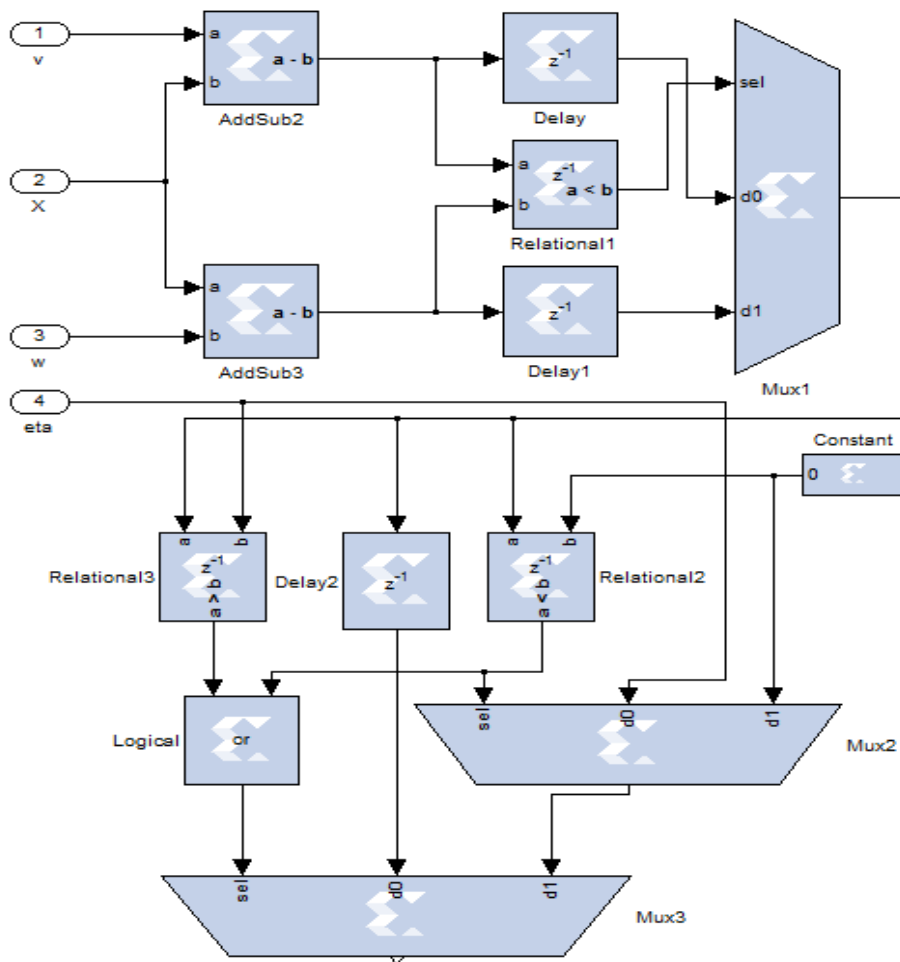 1
v
a
b
a - b
AddSub2
z⁻¹
Delay
sel
d0
d1
Mux1
2
X
z⁻¹
a
b
a < b
Relational1
3
w
a
b
a - b
AddSub3
z⁻¹
Delay1
4
eta
Constant
0
a
b
z⁻¹
a > b
Relational3
Delay2
z⁻¹
a
b
z⁻¹
a < b
Relational2
Logical
or
sel
d0
d1
Mux2
sel
d0
d1
Mux3